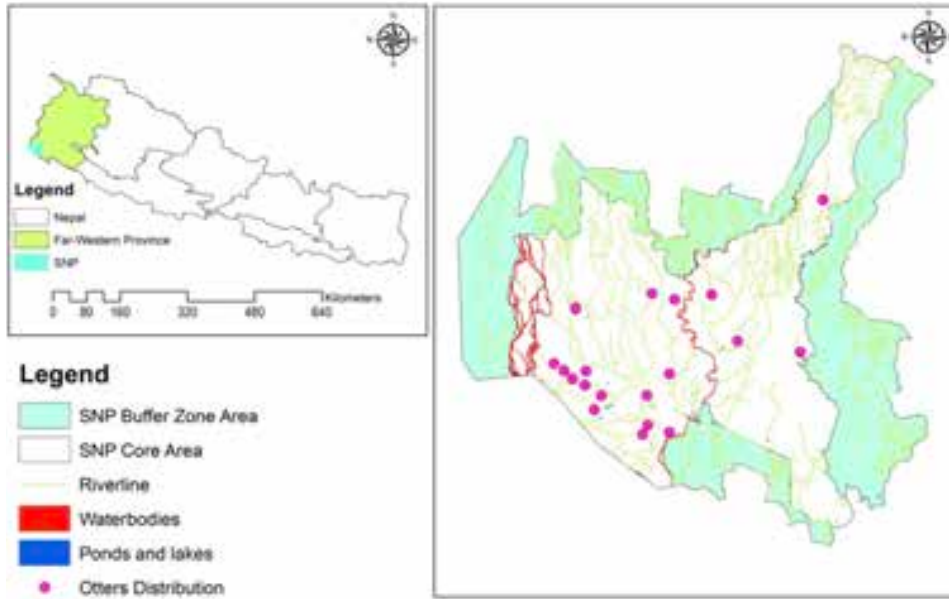 N
Legend
Nepal
Far-Western Province
SNP
Kilometers
0 80 160 320 480 640
Legend
SNP Buffer Zone Area
SNP Core Area
Riverline
Waterbodies
Ponds and lakes
Otters Distribution